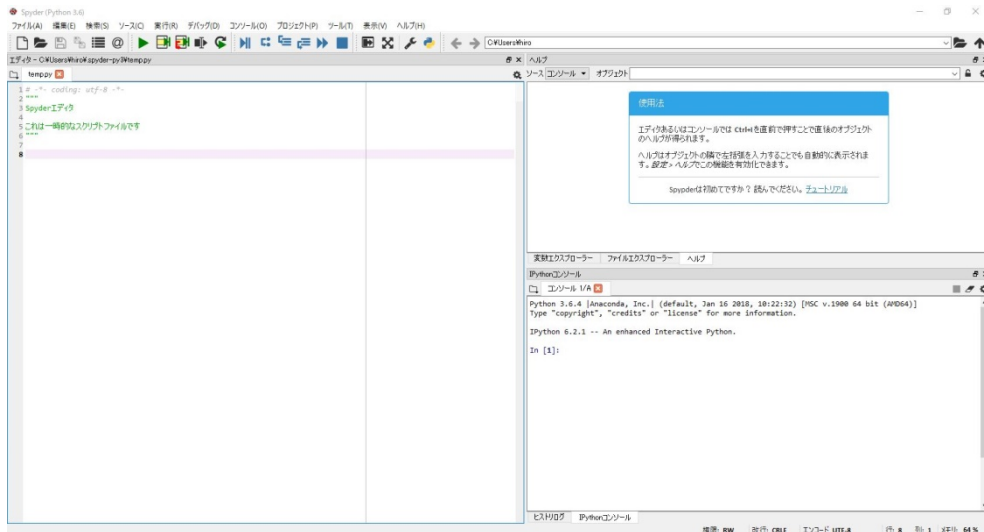 Spyder (Python 3.6)
ファイル(A) 編集(E) 検索(S) ソース(C) 実行(R) デバッグ(D) コンソール(O) プロジェクト(P) ツール(T) 表示(V) ヘルプ(H)
C:¥Users¥hiro
エディタ - C:¥Users¥hiro¥.spyder-py3¥temp.py
temp.py
1 # -*- coding: utf-8 -*-
2 """
3 Spyderエディタ
4
5 これは一時的なスクリプトファイルです
6 """
7
8
ヘルプ
ソース コンソール オブジェクト
使用法
エディタあるいはコンソールでは Ctrl+Iを直前で押すことで直後のオブジェクト
のヘルプが得られます。
ヘルプはオブジェクトの隣で左括弧を入力することでも自動的に表示されま
す。設定 > ヘルプでこの機能を有効化できます。
Spypderは初めてですか? 読んでください。 チュートリアル
変数エクスプローラー ファイルエクスプローラー ヘルプ
IPythonコンソール
コンソール 1/A
Python 3.6.4 |Anaconda, Inc.| (default, Jan 16 2018, 10:22:32) [MSC v.1900 64 bit (AMD64)]
Type "copyright", "credits" or "license" for more information.
IPython 6.2.1 -- An enhanced Interactive Python.
In [1]:
ヒストリログ IPythonコンソール
権限: RW 改行: CRLF エンコード: UTF-8 行: 8 列: 1 メモリ: 64 %